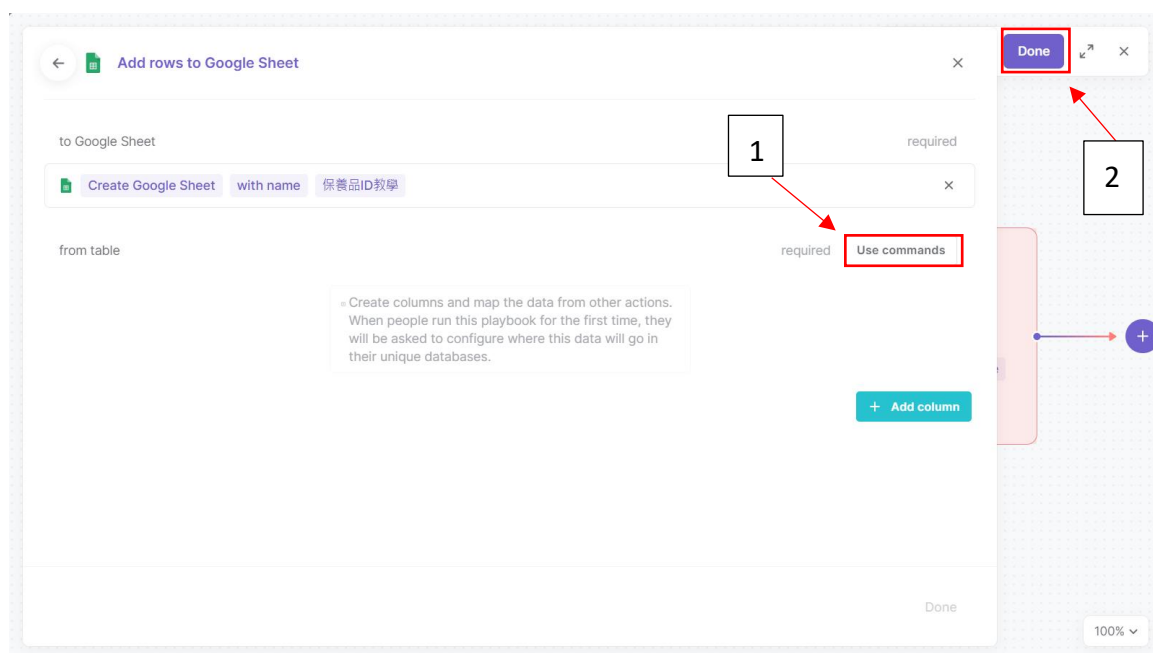 Add rows to Google Sheet
Done
to Google Sheet
required
1
2
Create Google Sheet with name 保養品ID教學
from table
required Use commands
Create columns and map the data from other actions.
When people run this playbook for the first time, they
will be asked to configure where this data will go in
their unique databases.
+ Add column
Done
100%